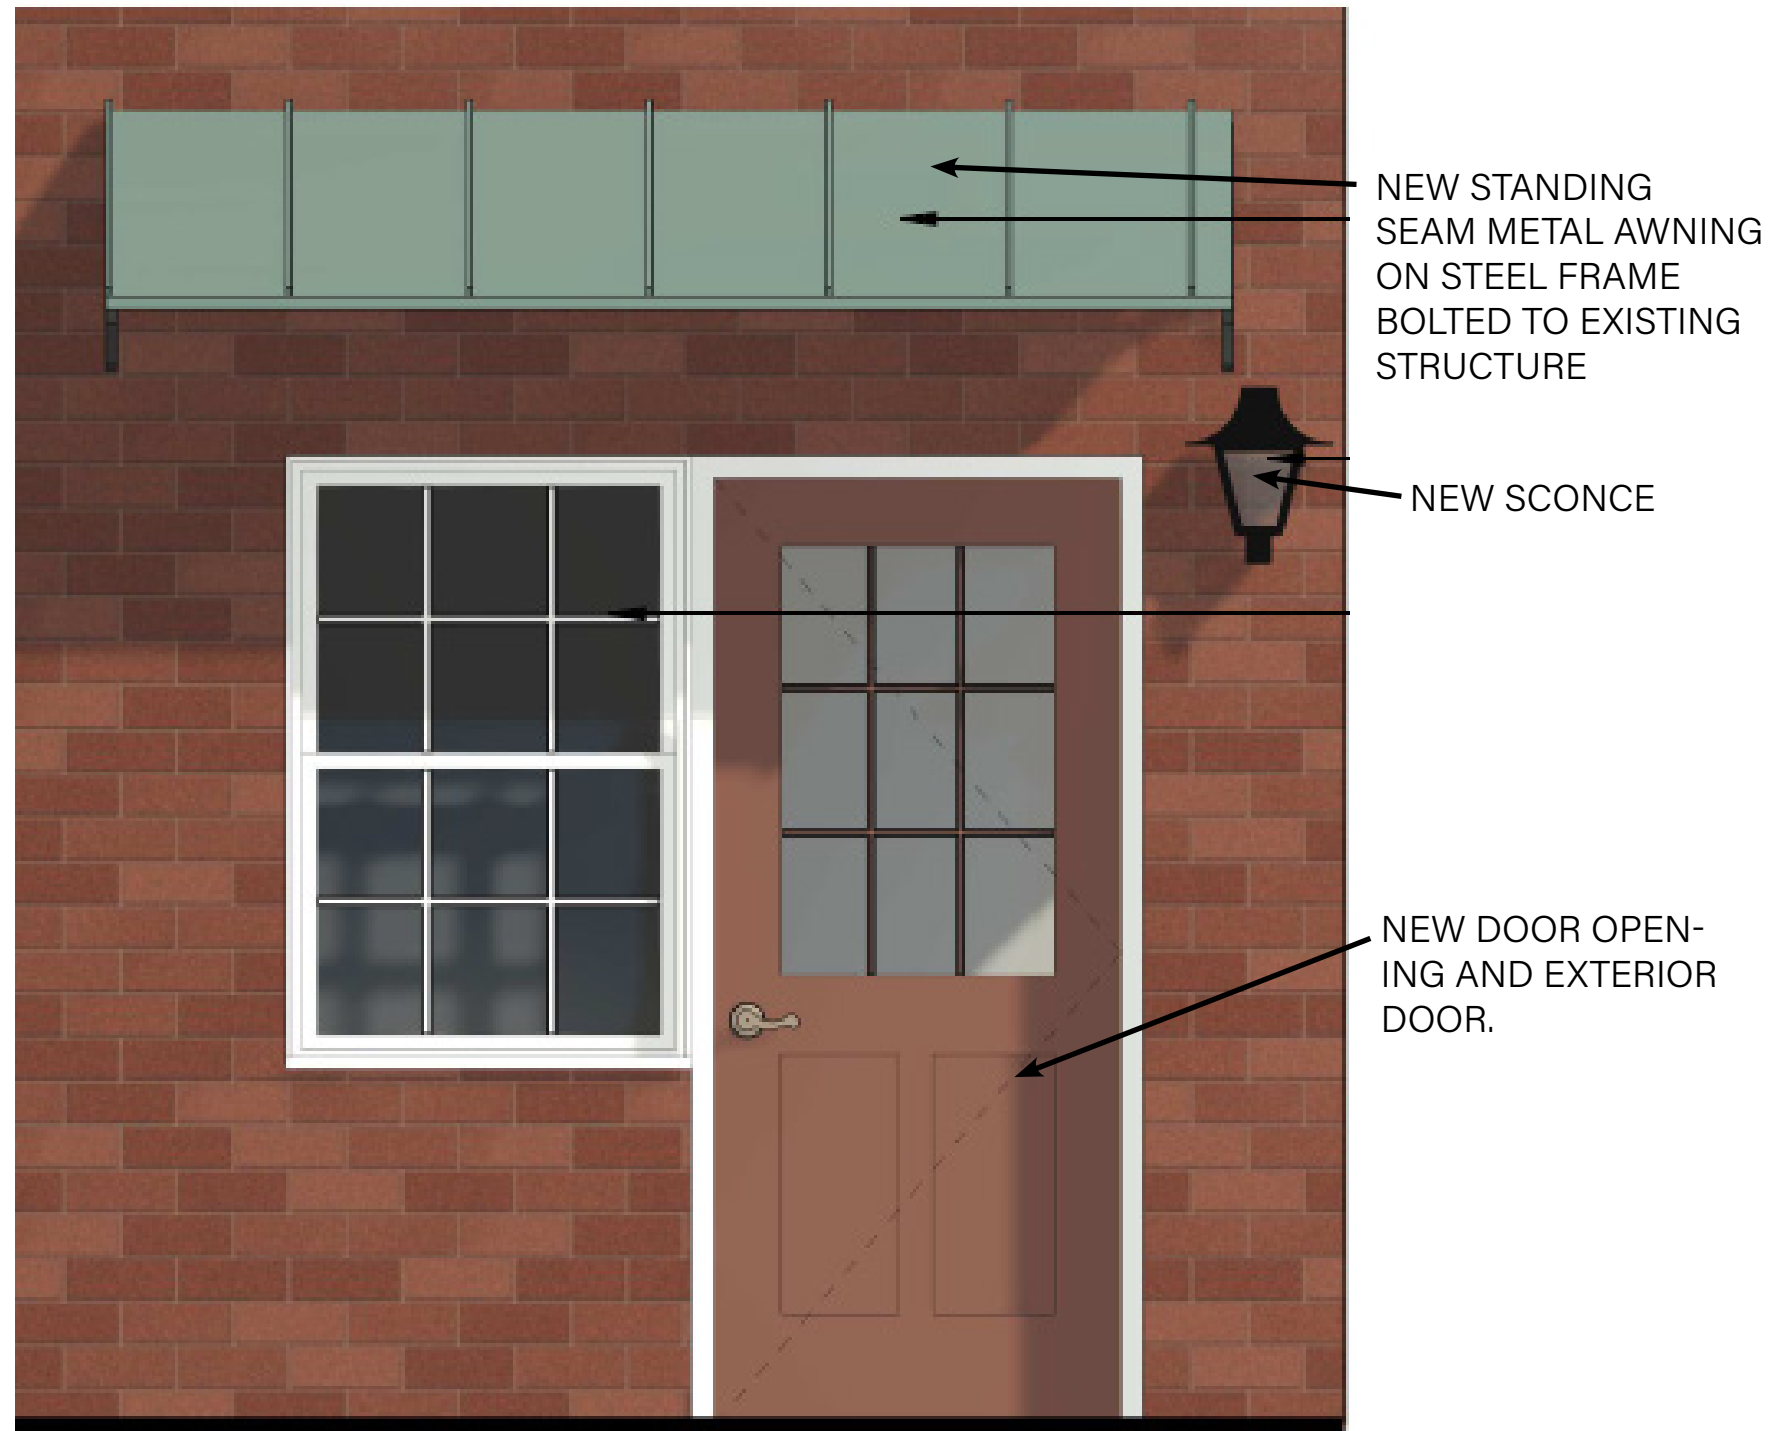 NEW STANDING
SEAM METAL AWNING
ON STEEL FRAME
BOLTED TO EXISTING
STRUCTURE
NEW SCONCE
NEW DOOR OPEN-
ING AND EXTERIOR
DOOR.